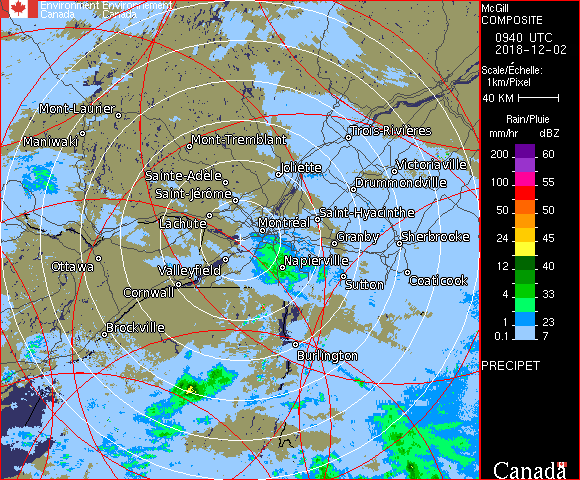 Environment Environnement
Canada Canada
McGill
COMPOSITE
0940 UTC
2018-12-02
Scale/Échelle:
1km/Pixel
40 KM
Rain/Pluie
mm/hr dBZ
200 60
150 57
100 55
50 50
24 45
12 40
4 33
1 23
0.1 7
PRECIPET
Canada
Mont-Laurier
Maniwaki
Mont-Tremblant
Trois-Rivières
Sainte-Adèle
Joliette
Victoriaville
Drummondville
Saint-Jérôme
Lachute
Montréal
Saint-Hyacinthe
Granby
Sherbrooke
Ottawa
Valleyfield
Napierville
Cornwall
Sutton
Coaticook
Brockville
Burlington